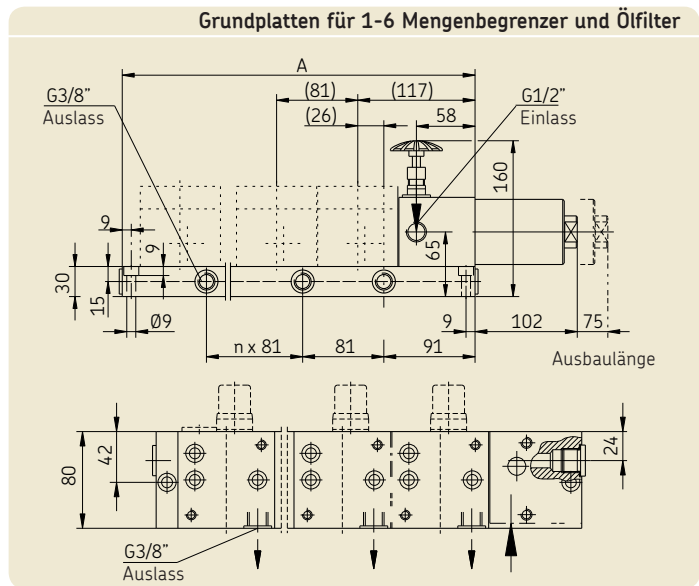 Grundplatten für 1-6 Mengenbegrenzer und Ölfilter
A
G3/8”
Auslass
(81)
(117)
G1/2”
Einlass
(26)
58
160
9
9
65
30
15
Ø9
9
102
75
n x 81
81
91
Ausbaulänge
80
42
24
G3/8”
Auslass